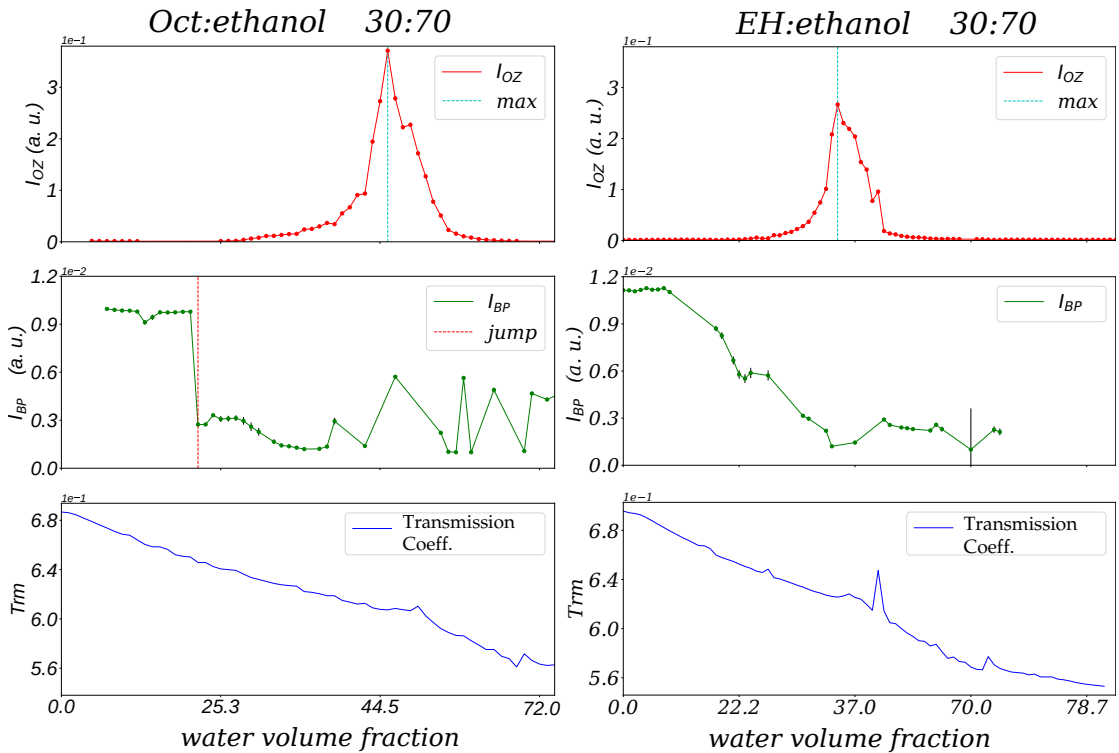 Oct:ethanol 30:70
1e−1
3
2
1
0
I_OZ (a. u.)
I_OZ
max
1e−2
1.2
0.9
0.6
0.3
0.0
I_BP (a. u.)
I_BP
jump
1e−1
6.8
6.4
6.0
5.6
Trm
Transmission
Coeff.
0.0 25.3 44.5 72.0
water volume fraction
EH:ethanol 30:70
1e−1
3
2
1
0
I_OZ (a. u.)
I_OZ
max
1e−2
1.2
0.9
0.6
0.3
0.0
I_BP (a. u.)
I_BP
1e−1
6.8
6.4
6.0
5.6
Trm
Transmission
Coeff.
0.0 22.2 37.0 70.0 78.7
water volume fraction